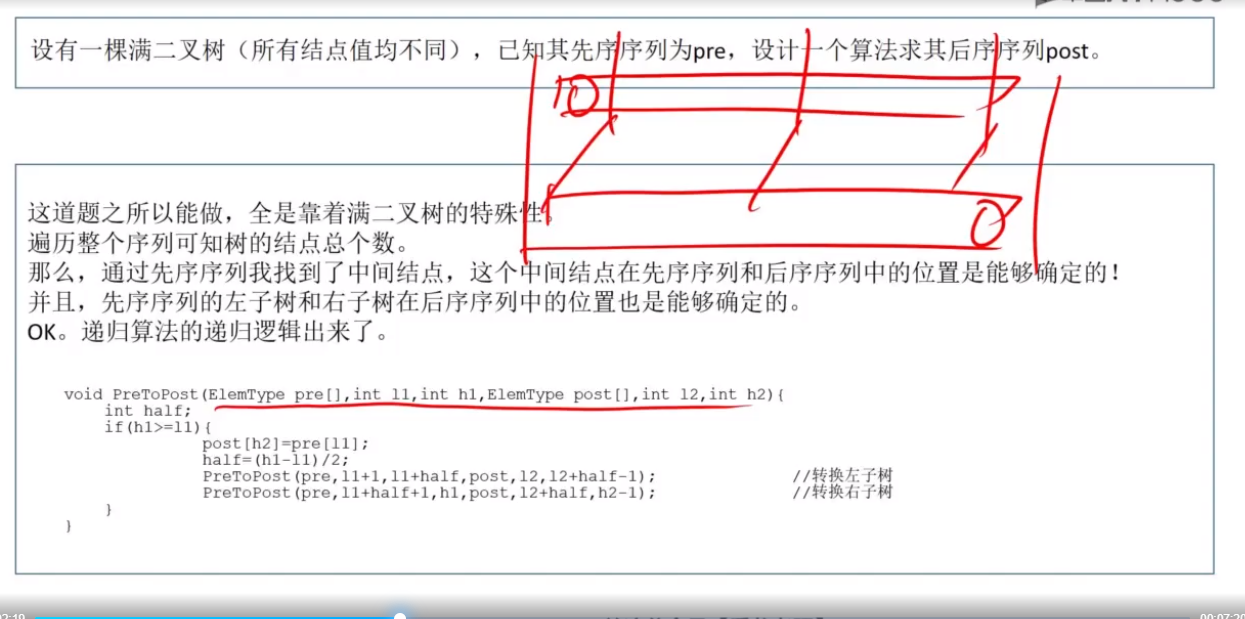 设有一棵满二叉树（所有结点值均不同），已知其先序序列为pre，设计一个算法求其后序序列post。
这道题之所以能做，全是靠着满二叉树的特殊性。
遍历整个序列可知树的结点总个数。
那么，通过先序序列我找到了中间结点，这个中间结点在先序序列和后序序列中的位置是能够确定的！
并且，先序序列的左子树和右子树在后序序列中的位置也是能够确定的。
OK。递归算法的递归逻辑出来了。
void PreToPost(ElemType pre[],int l1,int h1,ElemType post[],int l2,int h2){
int half;
if(h1>=l1){
post[h2]=pre[l1];
half=(h1-l1)/2;
PreToPost(pre,l1+1,l1+half,post,l2,l2+half-1); //转换左子树
PreToPost(pre,l1+half+1,h1,post,l2+half,h2-1); //转换右子树
}
}